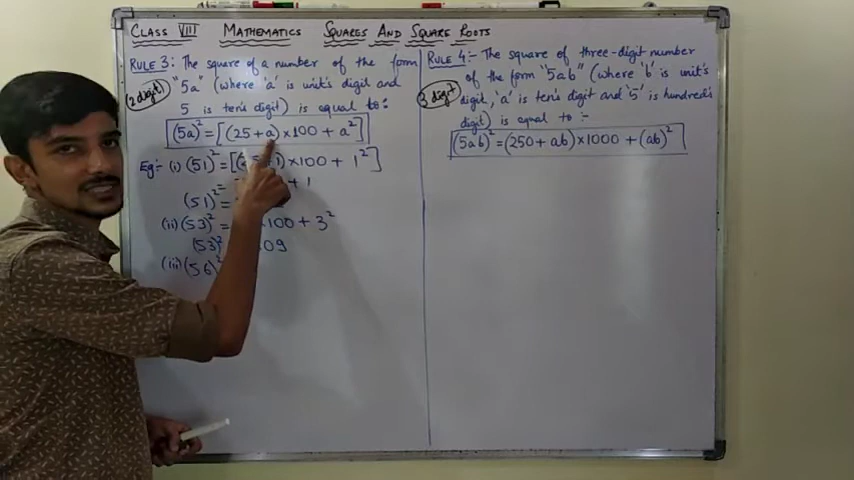 CLASS VIII MATHEMATICS SQUARES AND SQUARE ROOTS
RULE 3: The square of a number of the form
(2 digit) "5a" (where 'a' is unit's digit and
5 is ten's digit) is equal to:
(5a)² = [(25+a)×100 + a²]
Eg:- (i) (51)² = [(25+1)×100 + 1²]
+ 1
(51)² =
(ii) (53)² = ×100 + 3²
(53)² 09
(iii) (56)²
RULE 4:- The square of three-digit number
of the form "5ab" (where 'b' is unit's
(3 digit) digit, 'a' is ten's digit and '5' is hundred's
digit) is equal to :-
(5ab)² = (250+ab)×1000 + (ab)²